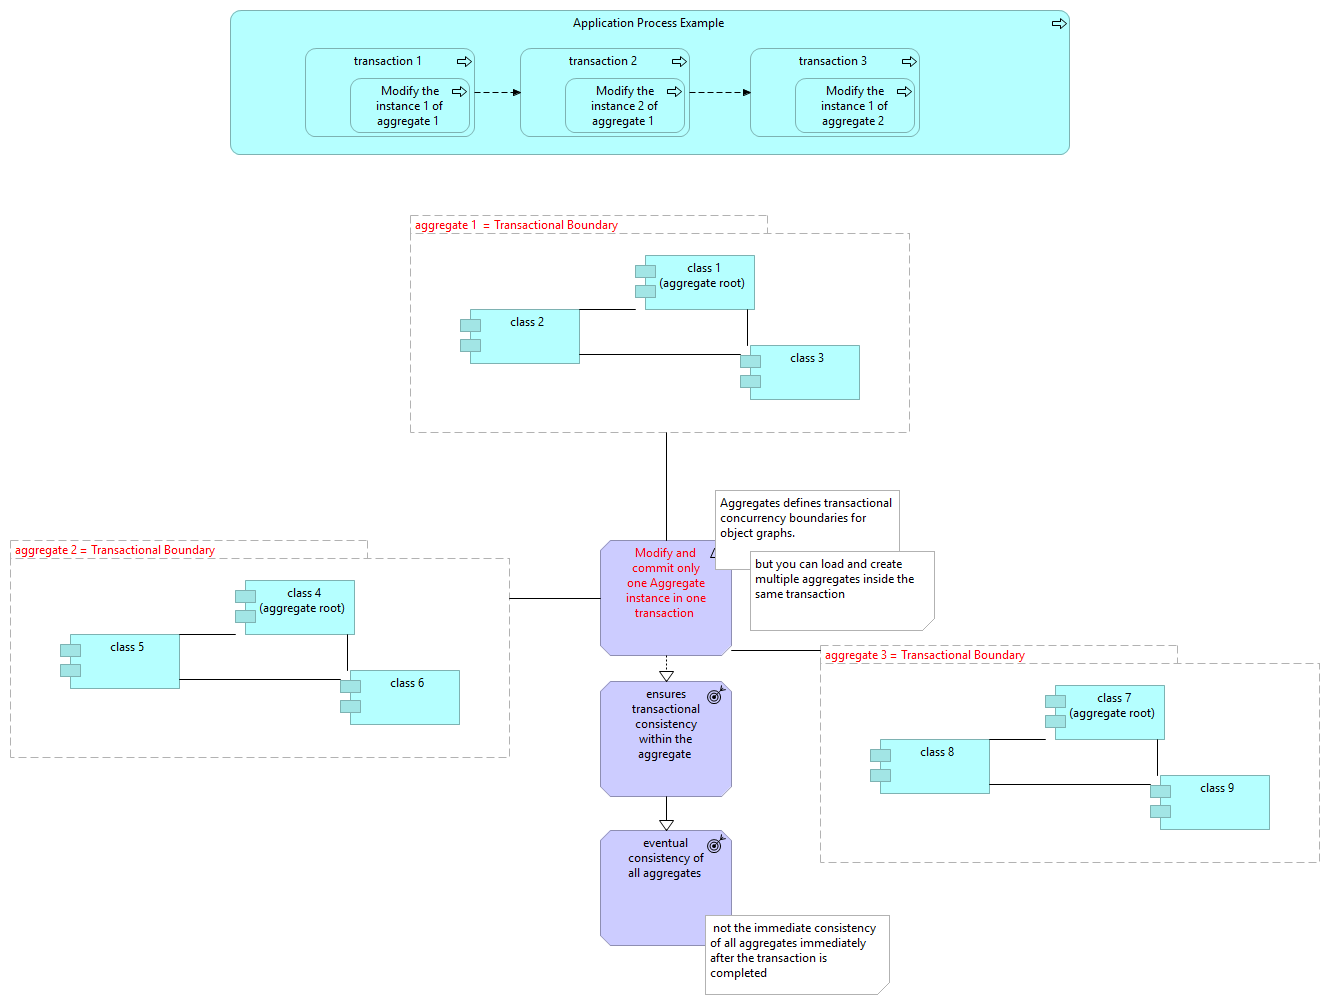 Application Process Example
transaction 1
Modify the
instance 1 of
aggregate 1
transaction 2
Modify the
instance 2 of
aggregate 1
transaction 3
Modify the
instance 1 of
aggregate 2
aggregate 1 = Transactional Boundary
class 1
(aggregate root)
class 2
class 3
Aggregates defines transactional
concurrency boundaries for
object graphs.
but you can load and create
multiple aggregates inside the
same transaction
Modify and
commit only
one Aggregate
instance in one
transaction
aggregate 2 = Transactional Boundary
class 4
(aggregate root)
class 5
class 6
aggregate 3 = Transactional Boundary
class 7
(aggregate root)
class 8
class 9
ensures
transactional
consistency
within the
aggregate
eventual
consistency of
all aggregates
not the immediate consistency
of all aggregates immediately
after the transaction is
completed